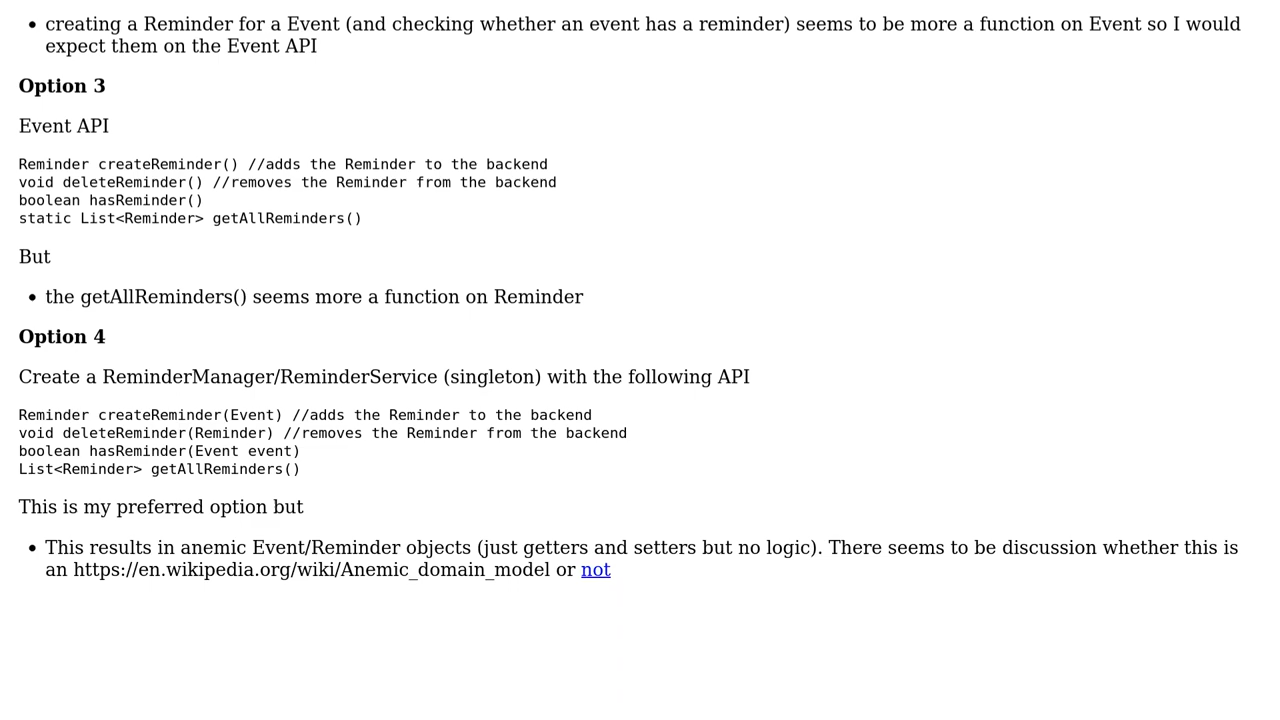 • creating a Reminder for a Event (and checking whether an event has a reminder) seems to be more a function on Event so I would
expect them on the Event API
Option 3
Event API
Reminder createReminder() //adds the Reminder to the backend
void deleteReminder() //removes the Reminder from the backend
boolean hasReminder()
static List<Reminder> getAllReminders()
But
• the getAllReminders() seems more a function on Reminder
Option 4
Create a ReminderManager/ReminderService (singleton) with the following API
Reminder createReminder(Event) //adds the Reminder to the backend
void deleteReminder(Reminder) //removes the Reminder from the backend
boolean hasReminder(Event event)
List<Reminder> getAllReminders()
This is my preferred option but
• This results in anemic Event/Reminder objects (just getters and setters but no logic). There seems to be discussion whether this is
an https://en.wikipedia.org/wiki/Anemic_domain_model or not